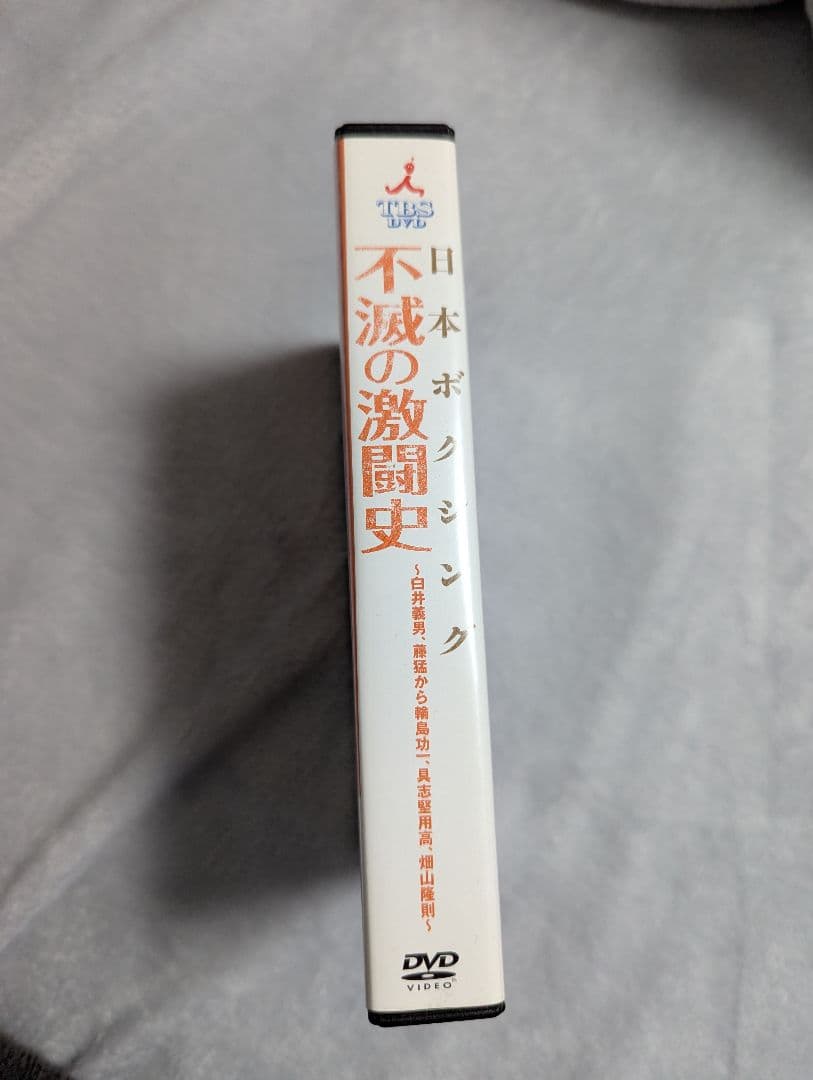 TBS
DVD
日本ボクシング
不滅の激闘史
～白井義男、藤猛から輪島功一、具志堅用高、畑山隆則～
DVD
VIDEO